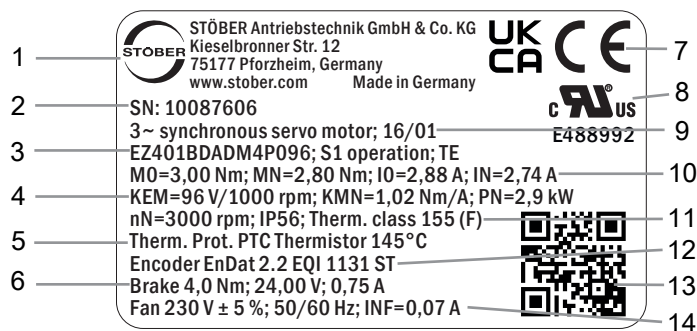 STÖBER
STÖBER Antriebstechnik GmbH & Co. KG
Kieselbronner Str. 12
75177 Pforzheim, Germany
www.stober.com Made in Germany
UK
CA
CE
SN: 10087606
3~ synchronous servo motor; 16/01
EZ401BDADM4P096; S1 operation; TE
M0=3,00 Nm; MN=2,80 Nm; I0=2,88 A; IN=2,74 A
KEM=96 V/1000 rpm; KMN=1,02 Nm/A; PN=2,9 kW
nN=3000 rpm; IP56; Therm. class 155 (F)
Therm. Prot. PTC Thermistor 145°C
Encoder EnDat 2.2 EQI 1131 ST
Brake 4,0 Nm; 24,00 V; 0,75 A
Fan 230 V ± 5 %; 50/60 Hz; INF=0,07 A
C RU® US
E488992
1
2
3
4
5
6
7
8
9
10
11
12
13
14